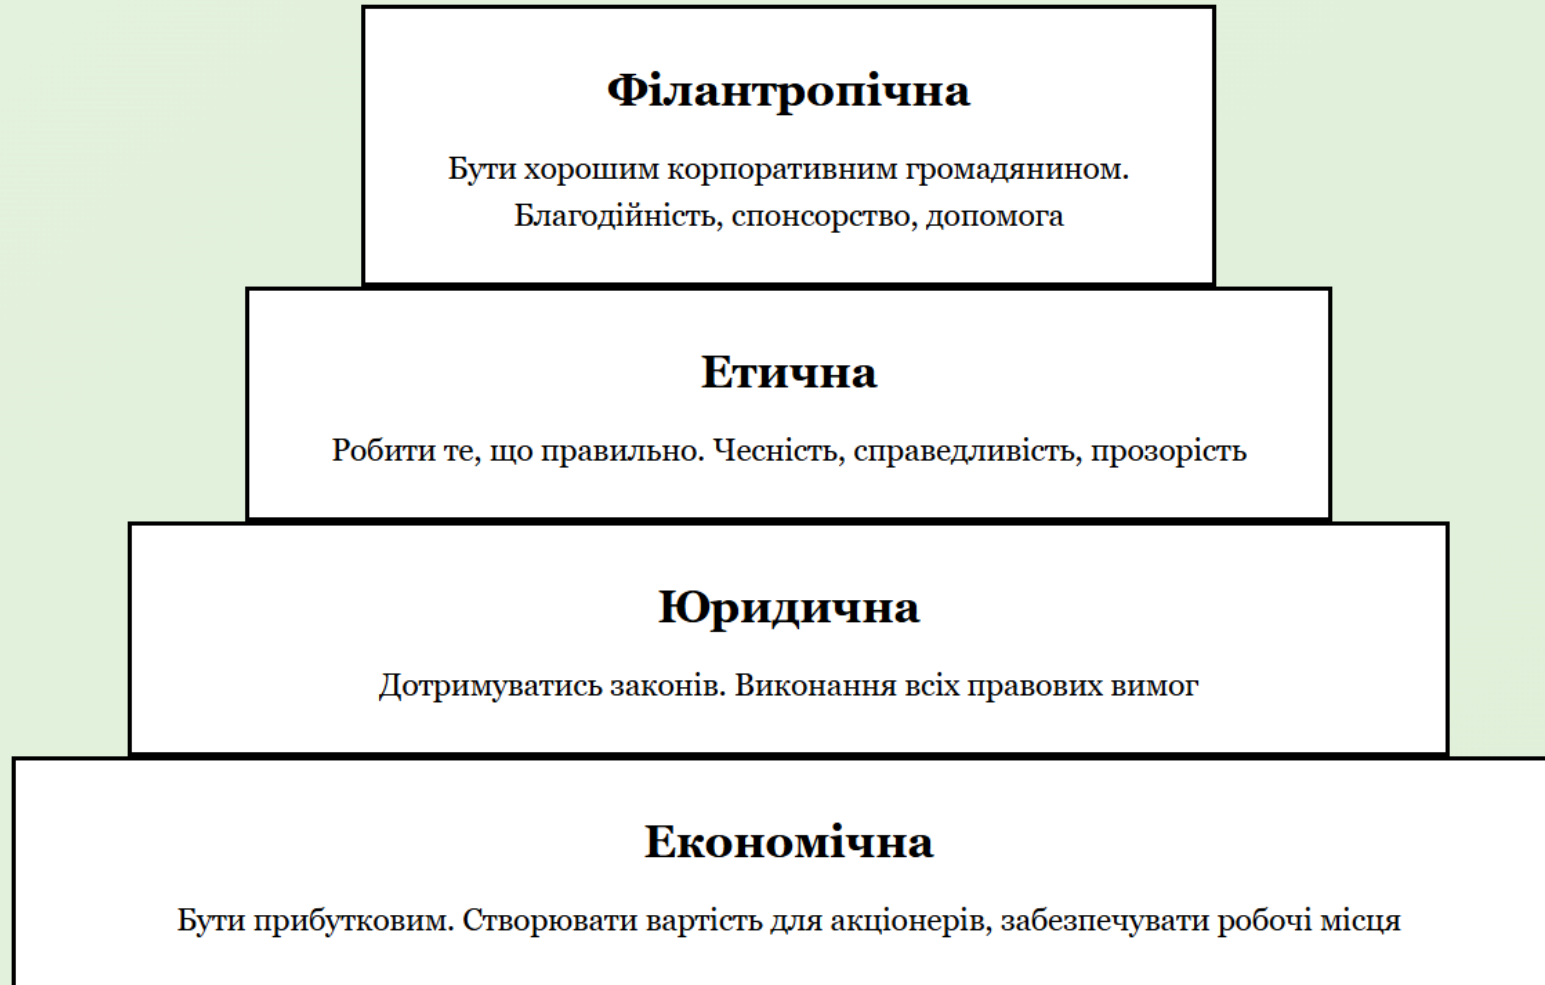 Філантропічна
Бути хорошим корпоративним громадянином.
Благодійність, спонсорство, допомога
Етична
Робити те, що правильно. Чесність, справедливість, прозорість
Юридична
Дотримуватись законів. Виконання всіх правових вимог
Економічна
Бути прибутковим. Створювати вартість для акціонерів, забезпечувати робочі місця